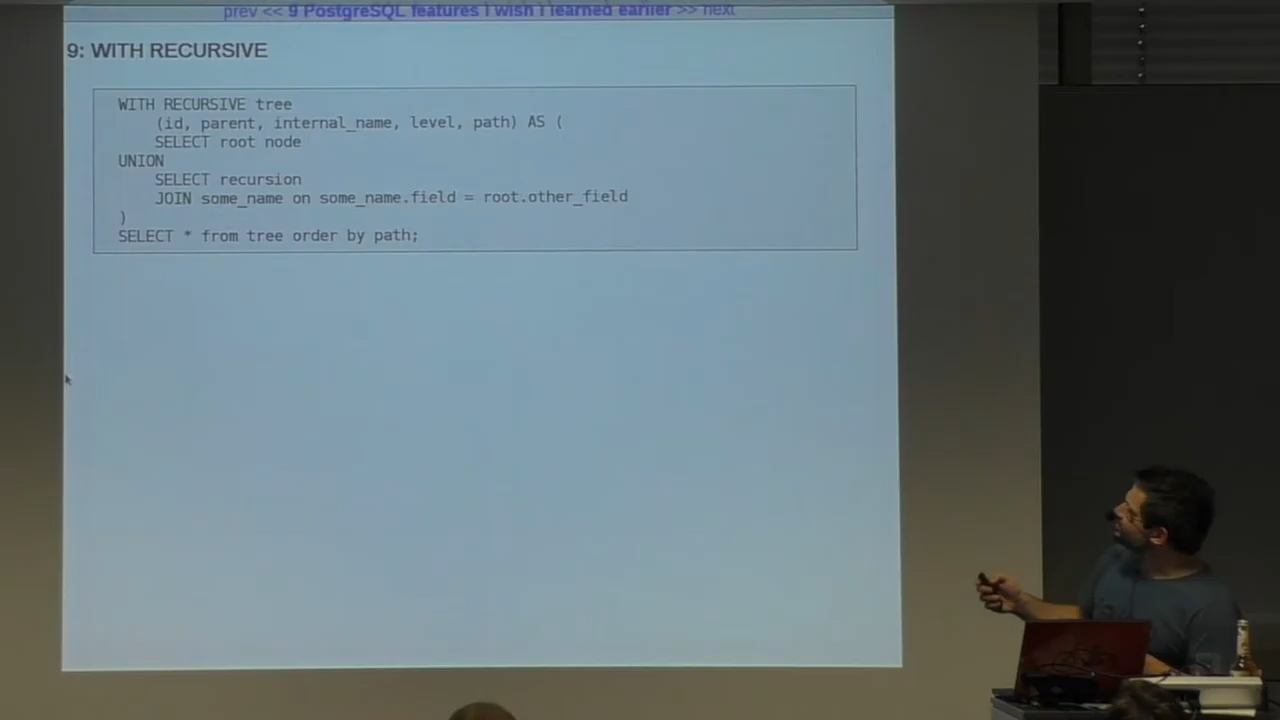 prev << 9 PostgreSQL features I wish I learned earlier >> next
9: WITH RECURSIVE
WITH RECURSIVE tree
(id, parent, internal_name, level, path) AS (
SELECT root node
UNION
SELECT recursion
JOIN some_name on some_name.field = root.other_field
)
SELECT * from tree order by path;